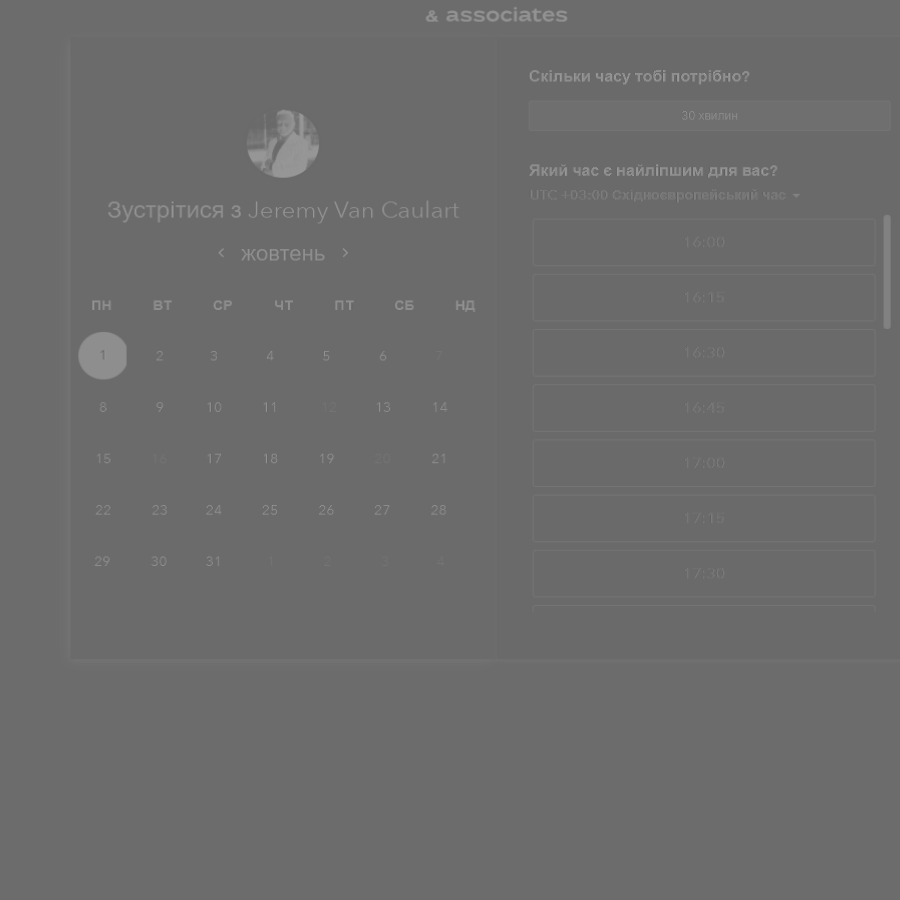 & associates
Зустрітися з Jeremy Van Caulart
жовтень
ПН ВТ СР ЧТ ПТ СБ НД
1 2 3 4 5 6 7
8 9 10 11 12 13 14
15 16 17 18 19 20 21
22 23 24 25 26 27 28
29 30 31 1 2 3 4
Скільки часу тобі потрібно?
30 хвилин
Який час є найліпшим для вас?
UTC +03:00 Східноєвропейський час
16:00
16:15
16:30
16:45
17:00
17:15
17:30